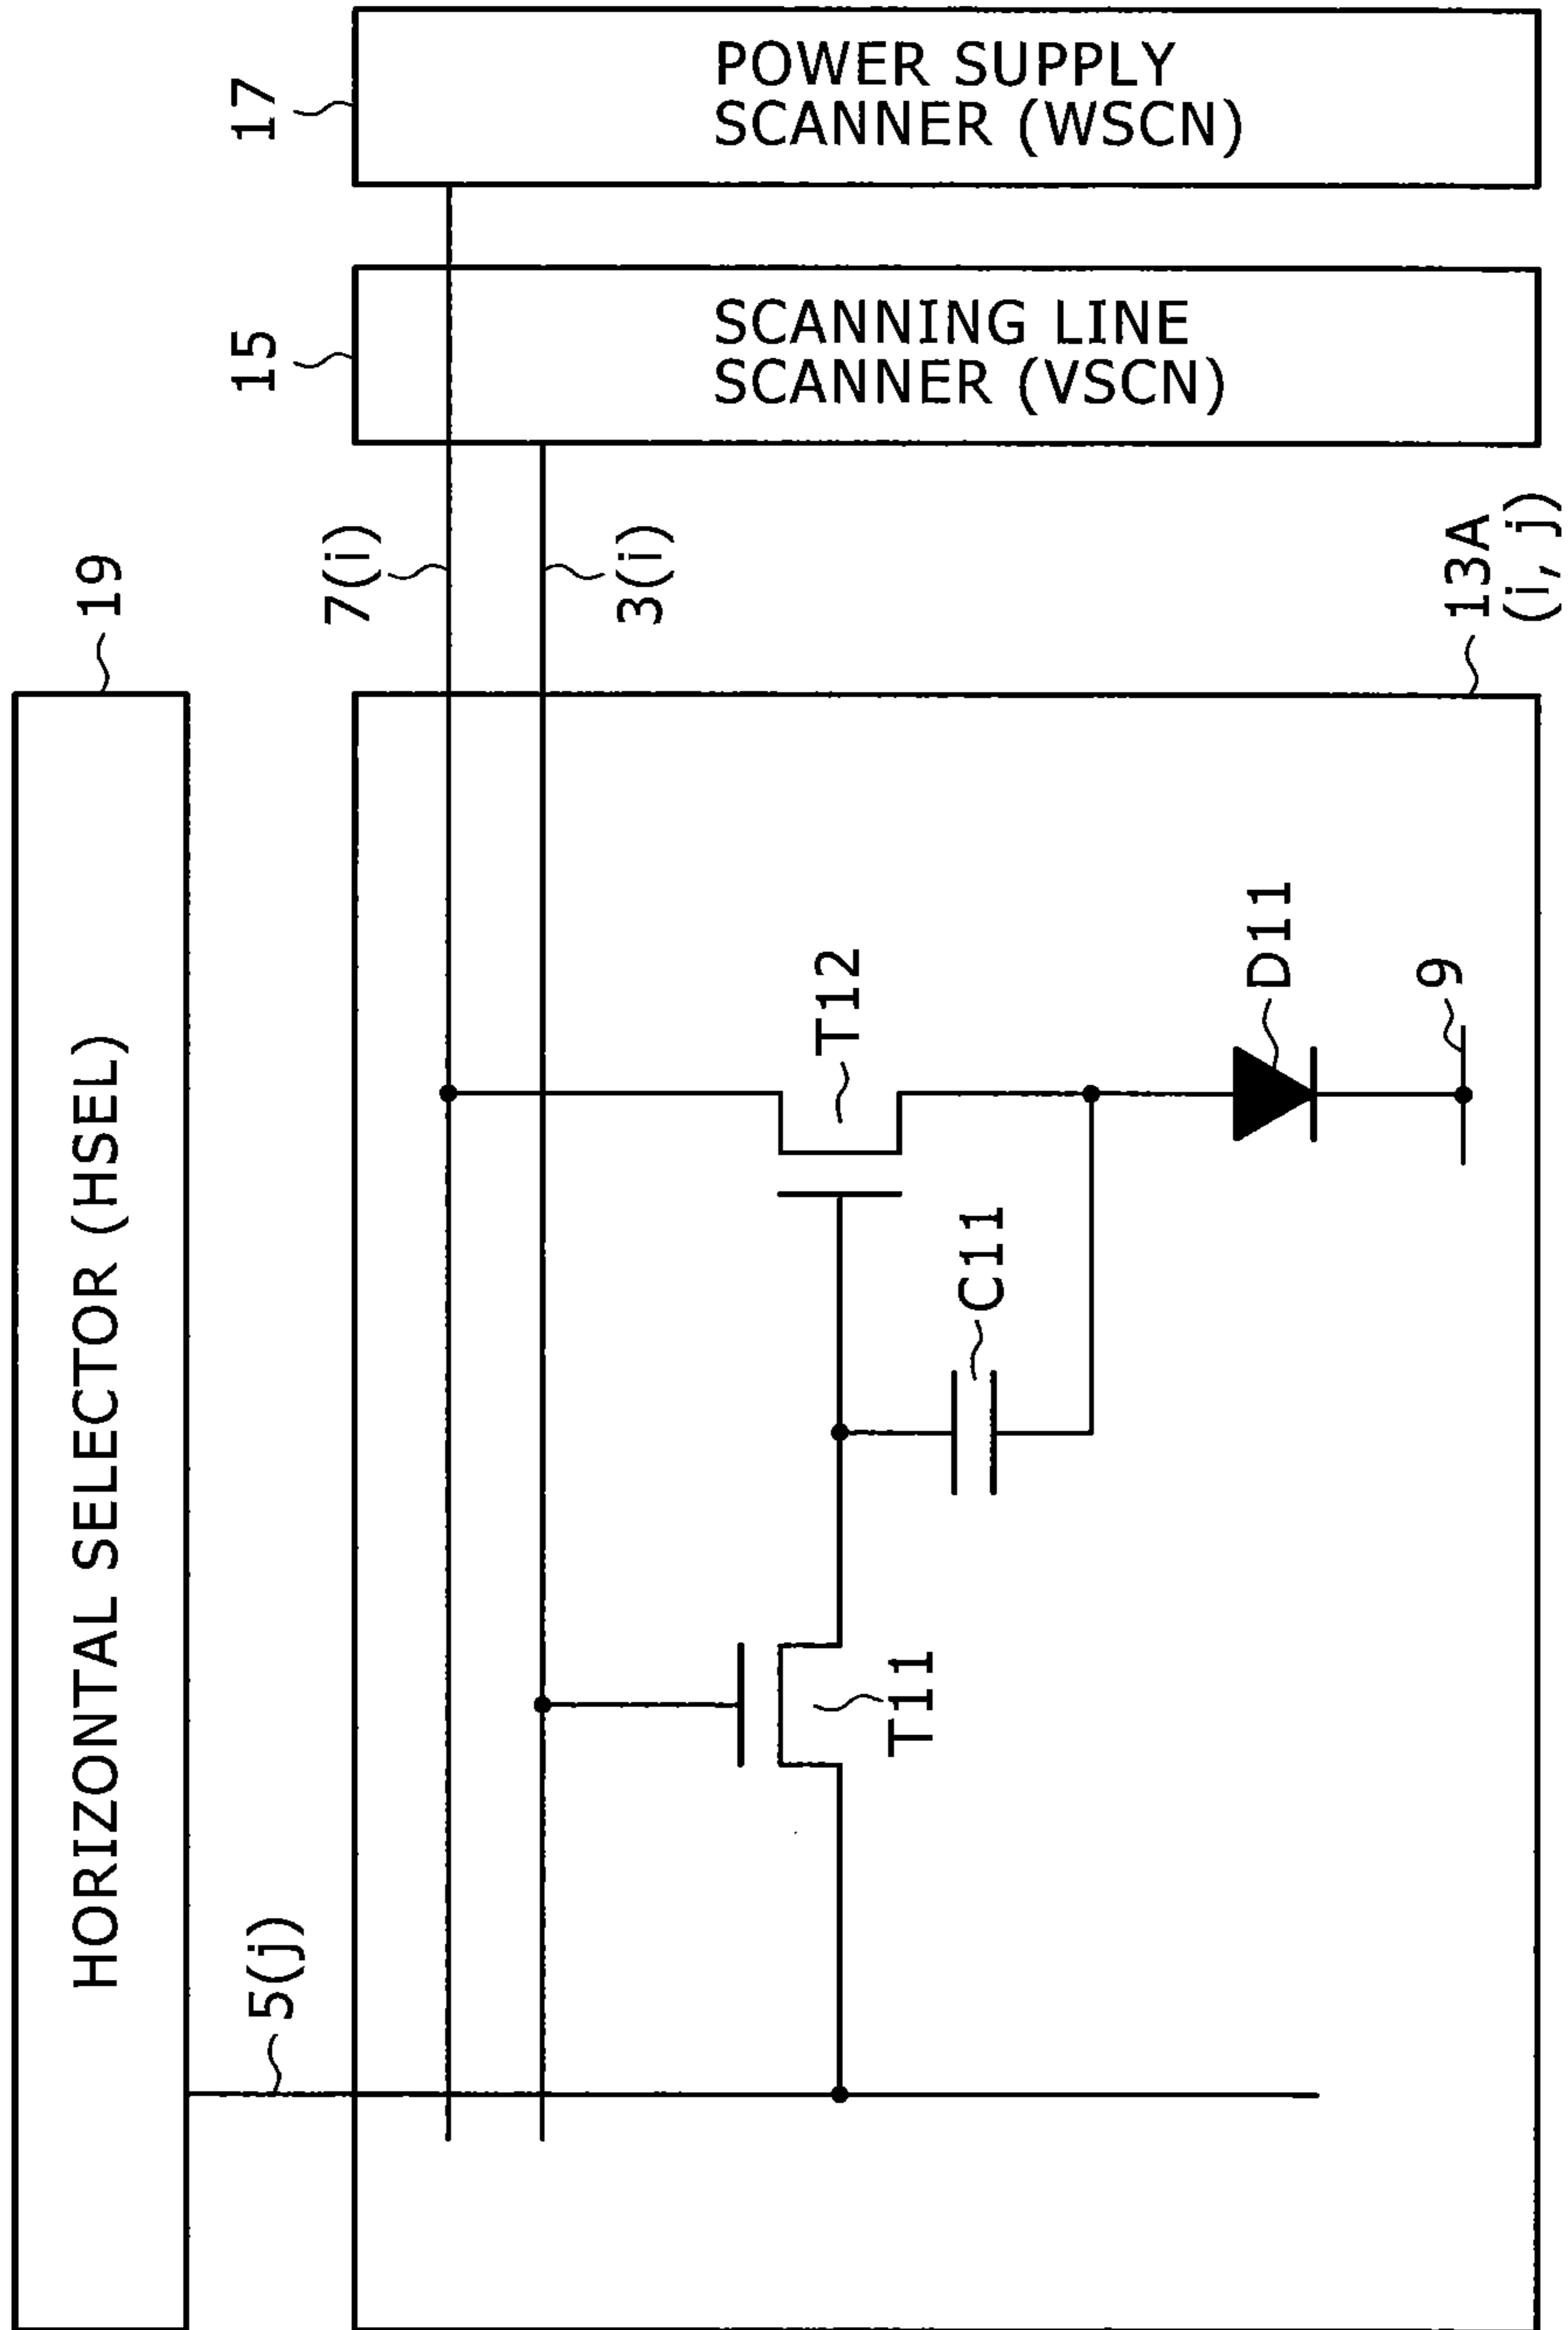 17
POWER SUPPLY
SCANNER (WSCN)
15
SCANNING LINE
SCANNER (VSCN)
19
HORIZONTAL SELECTOR (HSEL)
7(i)
3(i)
13A
(i, j)
5(j)
T12
D11
9
C11
T11